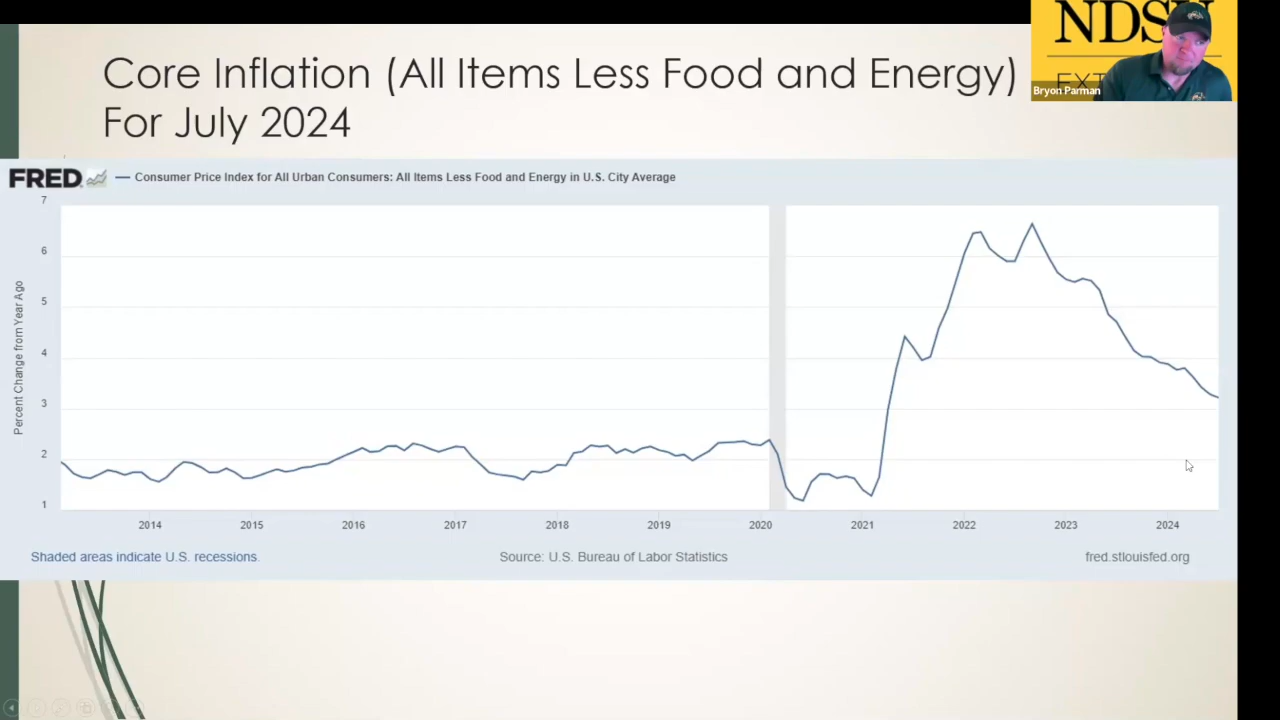 Core Inflation (All Items Less Food and Energy)
For July 2024
NDSU
EXT
Bryon Parman
FRED
Consumer Price Index for All Urban Consumers: All Items Less Food and Energy in U.S. City Average
Percent Change from Year Ago
7
6
5
4
3
2
1
2014 2015 2016 2017 2018 2019 2020 2021 2022 2023 2024
Shaded areas indicate U.S. recessions.
Source: U.S. Bureau of Labor Statistics
fred.stlouisfed.org